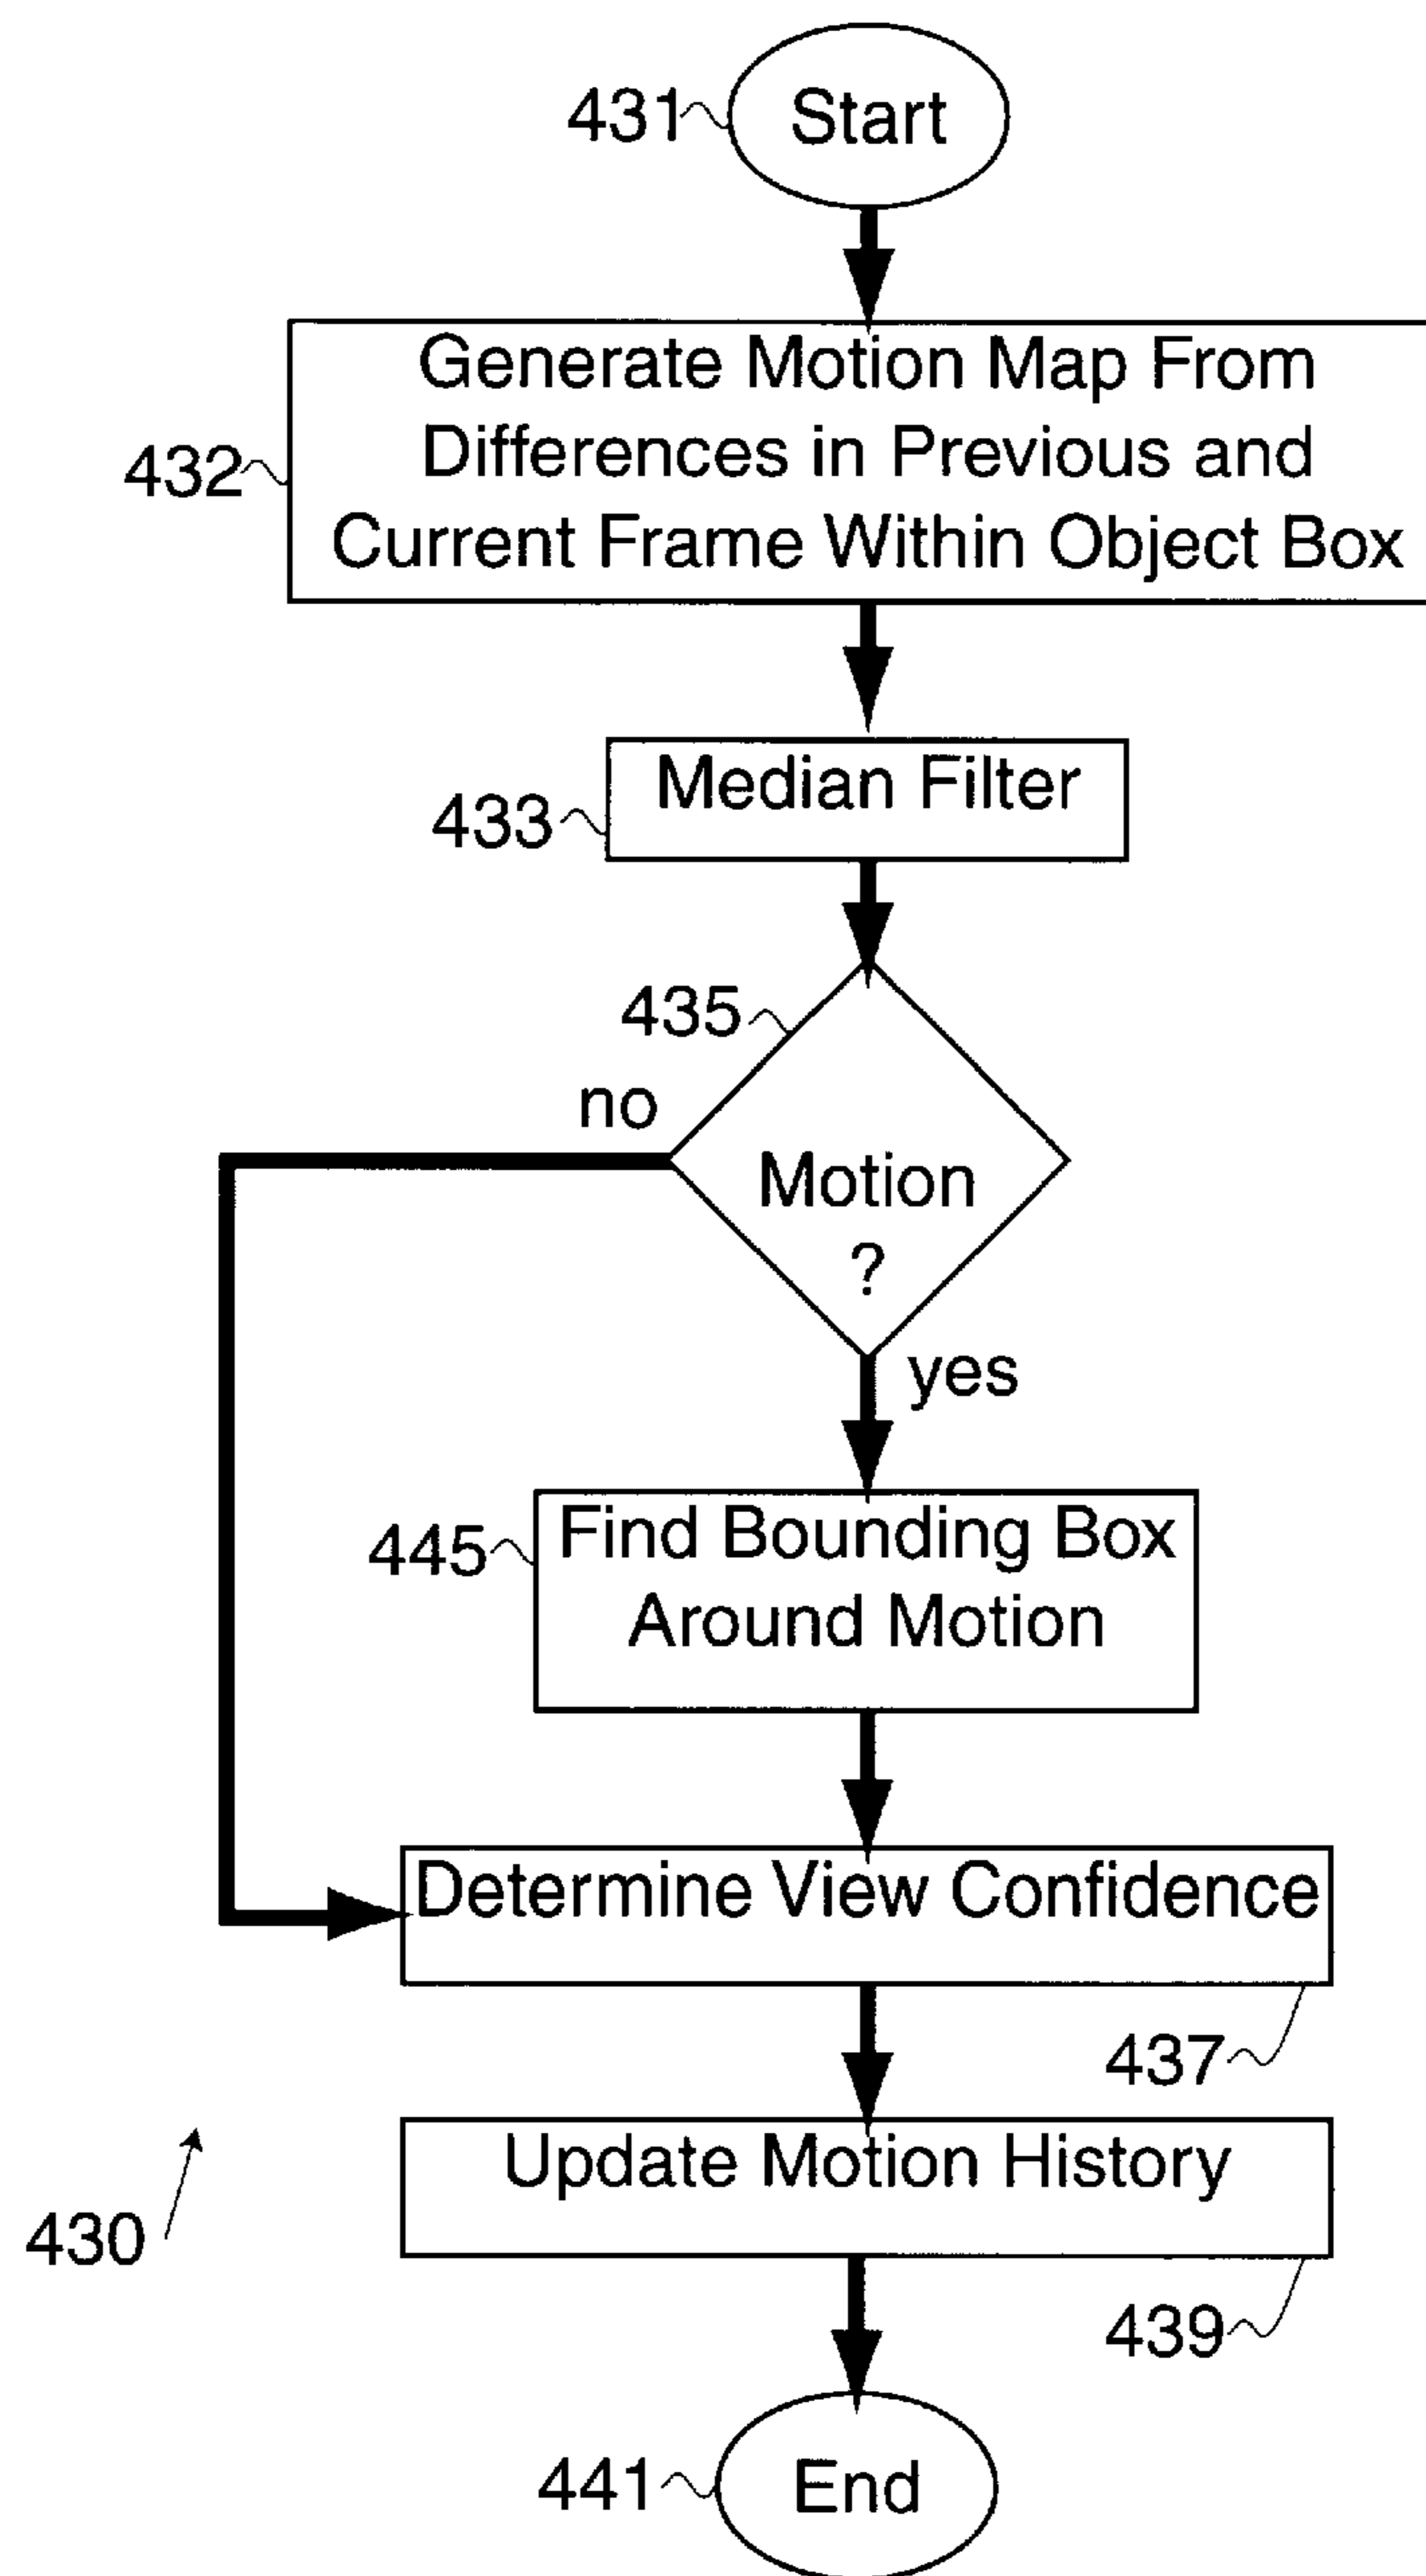 431 Start
432
Generate Motion Map From
Differences in Previous and
Current Frame Within Object Box
433 Median Filter
435
no
Motion
?
yes
445
Find Bounding Box
Around Motion
Determine View Confidence
437
Update Motion History
430
439
441 End